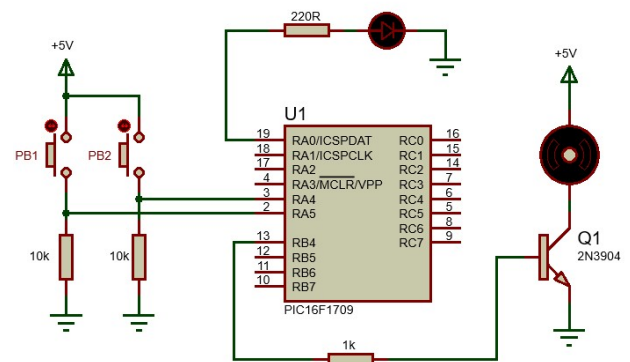 220R
+5V
+5V
U1
19 RA0/ICSPDAT RC0 16
18 RA1/ICSPCLK RC1 15
17 RA2 RC2 14
4 RA3/MCLR/VPP RC3 7
3 RA4 RC4 6
2 RA5 RC5 5
RC6 8
13 RB4 RC7 9
12 RB5
11 RB6
10 RB7
PIC16F1709
PB1
PB2
10k
10k
Q1
2N3904
1k